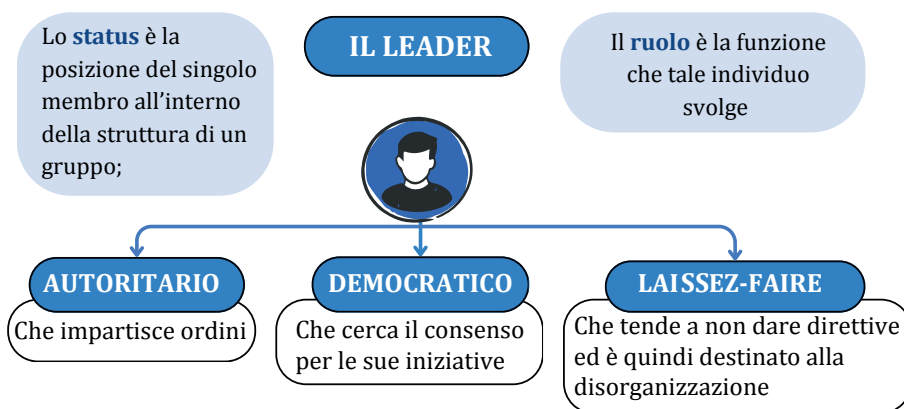 Lo status è la
posizione del singolo
membro all'interno
della struttura di un
gruppo;
IL LEADER
Il ruolo è la funzione
che tale individuo
svolge
AUTORITARIO
Che impartisce ordini
DEMOCRATICO
Che cerca il consenso
per le sue iniziative
LAISSEZ-FAIRE
Che tende a non dare direttive
ed è quindi destinato alla
disorganizzazione